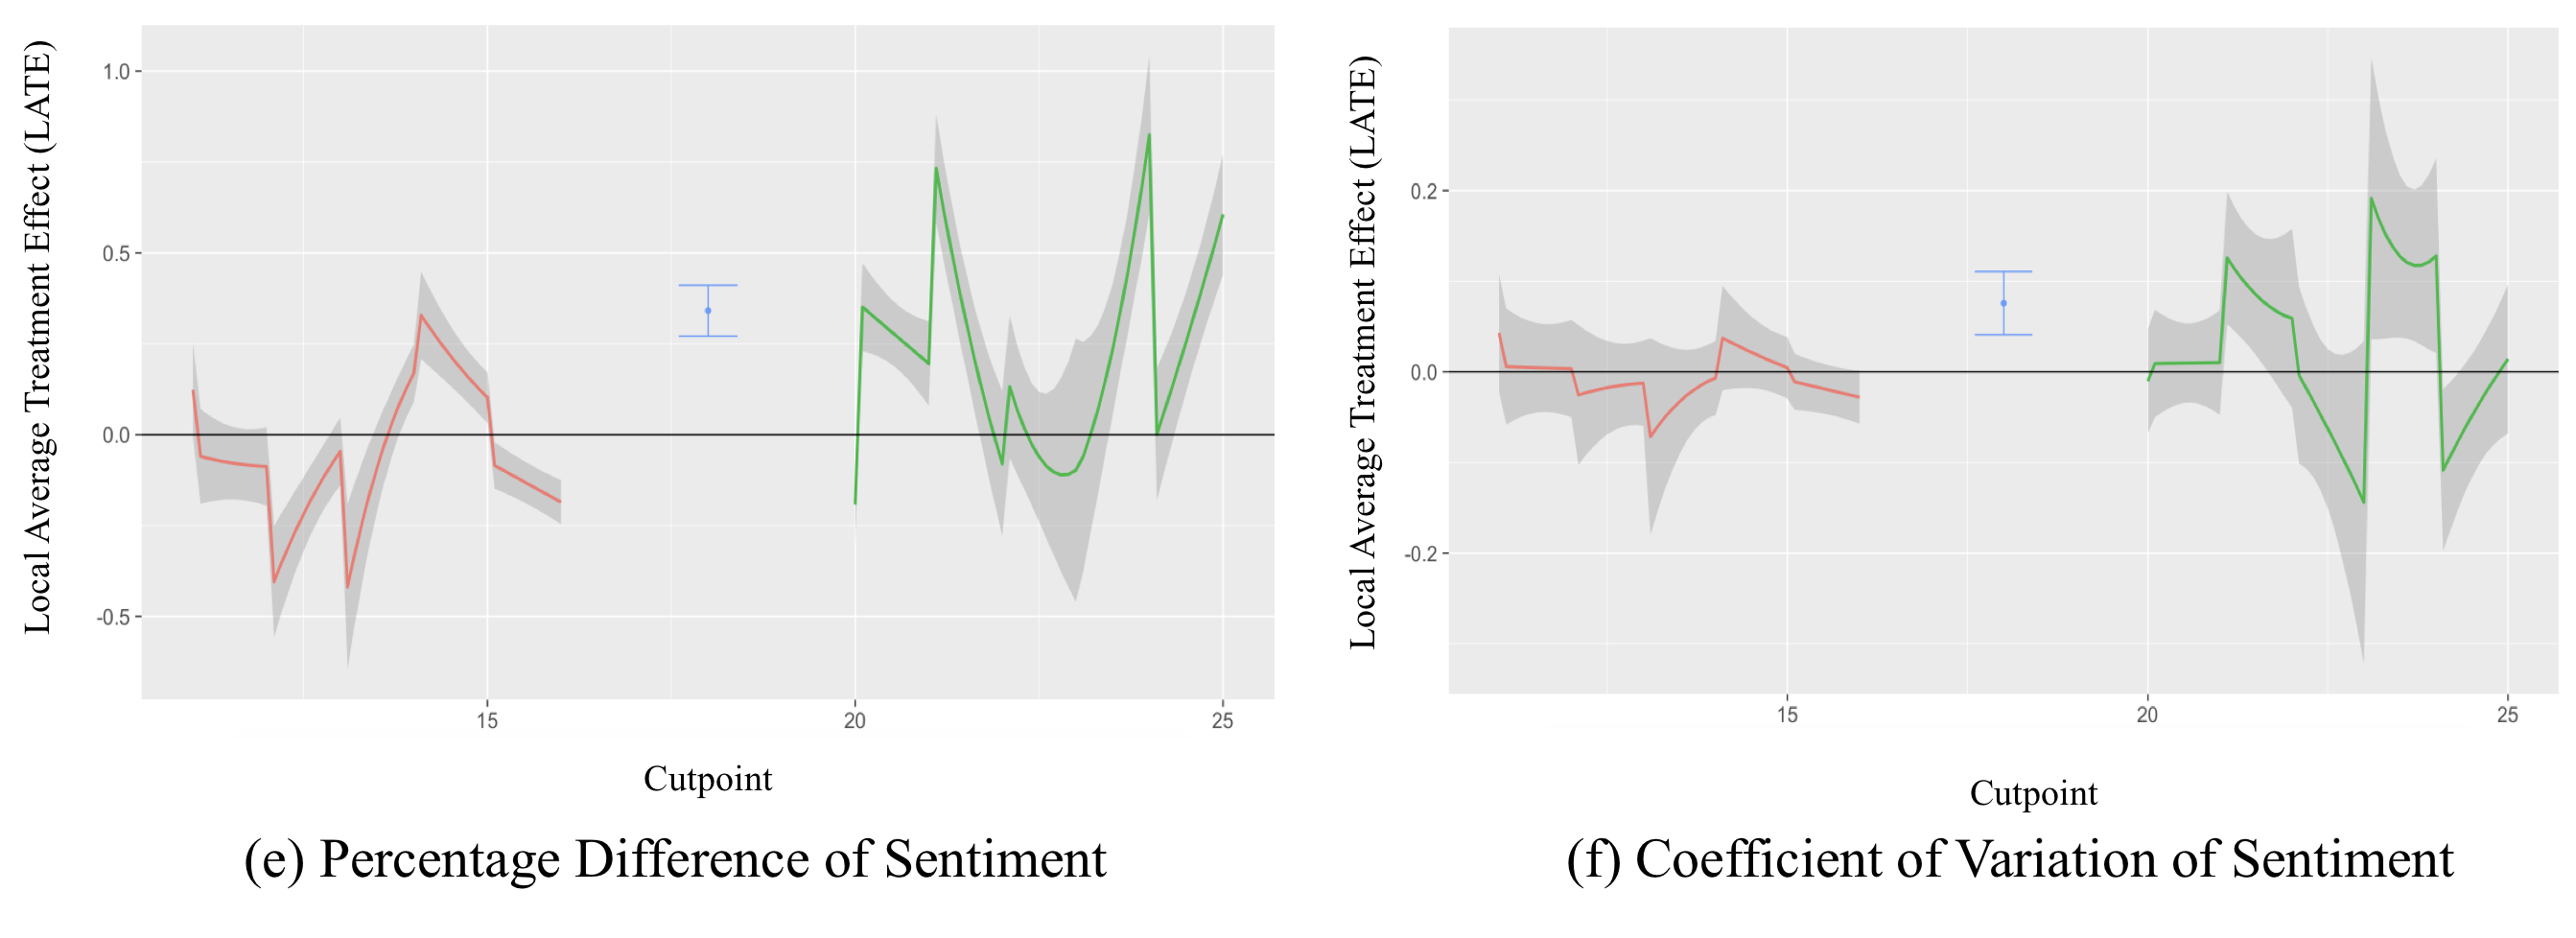 Local Average Treatment Effect (LATE)
1.0
0.5
0.0
-0.5
15
20
25
Cutpoint
(e) Percentage Difference of Sentiment
Local Average Treatment Effect (LATE)
0.2
0.0
-0.2
15
20
25
Cutpoint
(f) Coefficient of Variation of Sentiment